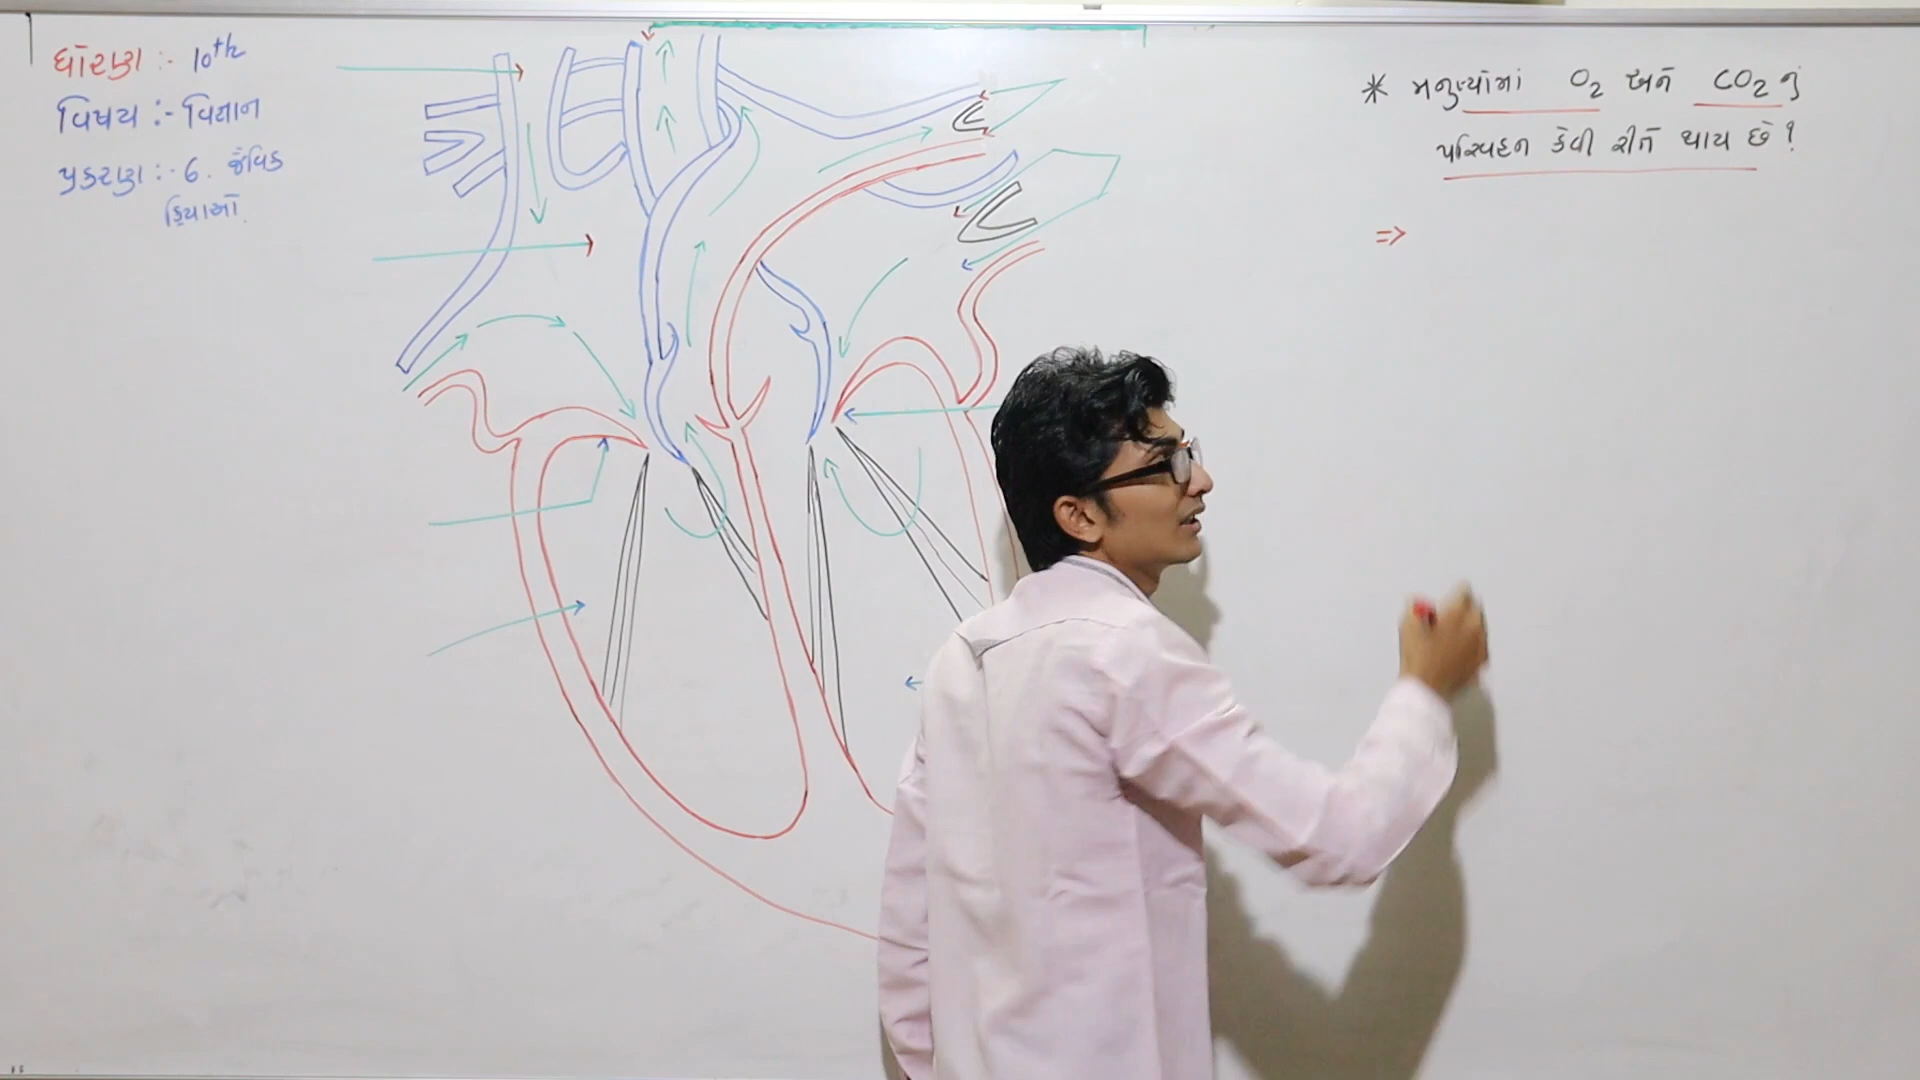 ધોરણ :- 10th
વિષય :- વિજ્ઞાન
પ્રકરણ :- 6. જૈવિક
ક્રિયાઓ.
* મનુષ્યોમાં O₂ અને CO₂ નું
પરિવહન કેવી રીતે થાય છે ?
⇒